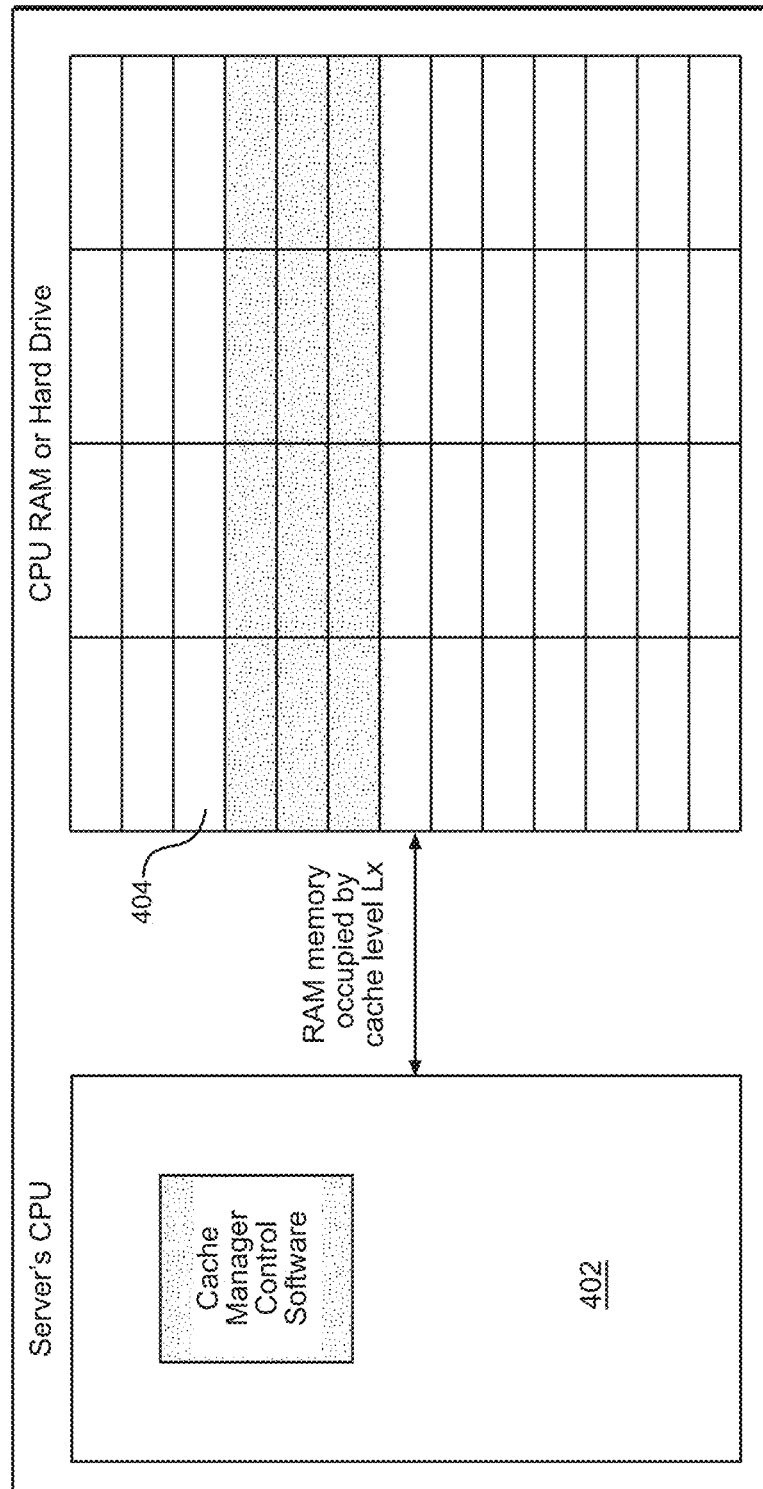 Server's CPU
Cache
Manager
Control
Software
402
RAM memory
occupied by
cache level Lx
404
CPU RAM or Hard Drive